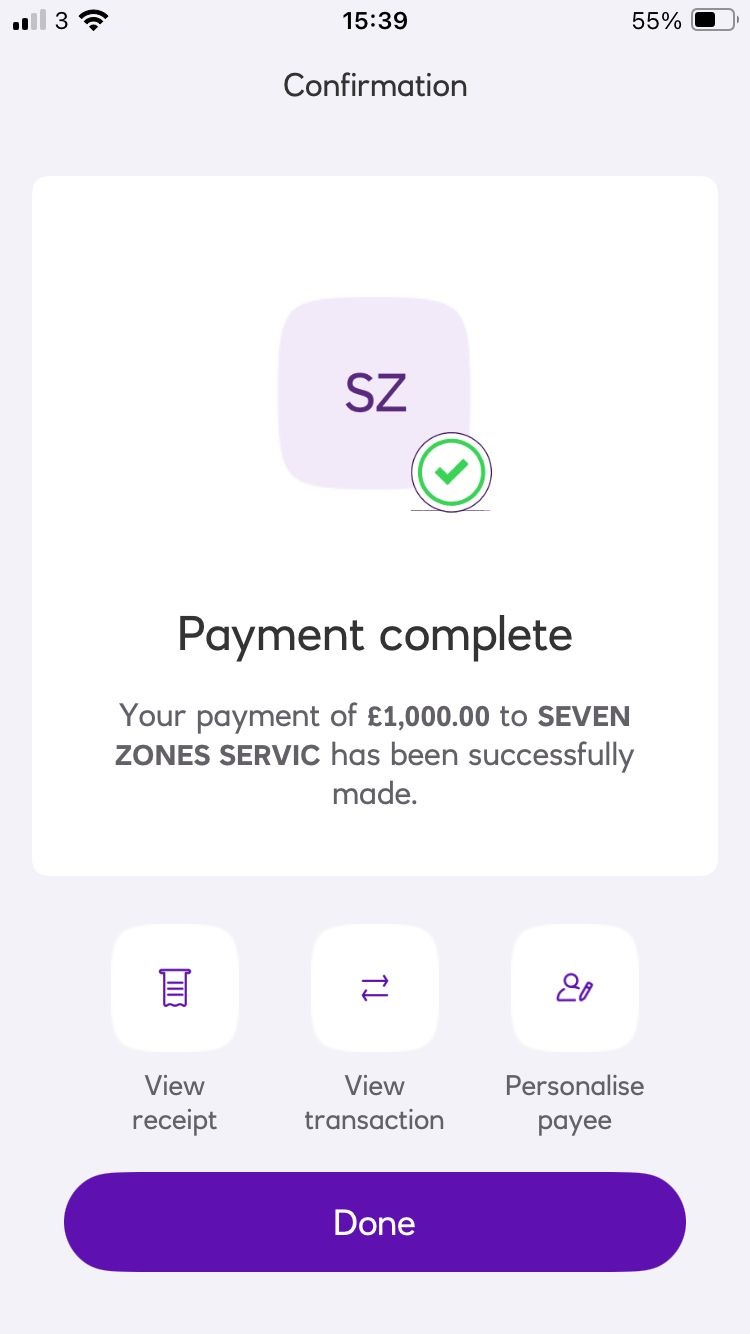 3 15:39 55%
Confirmation
SZ
Payment complete
Your payment of £1,000.00 to SEVEN
ZONES SERVIC has been successfully
made.
View View Personalise
receipt transaction payee
Done